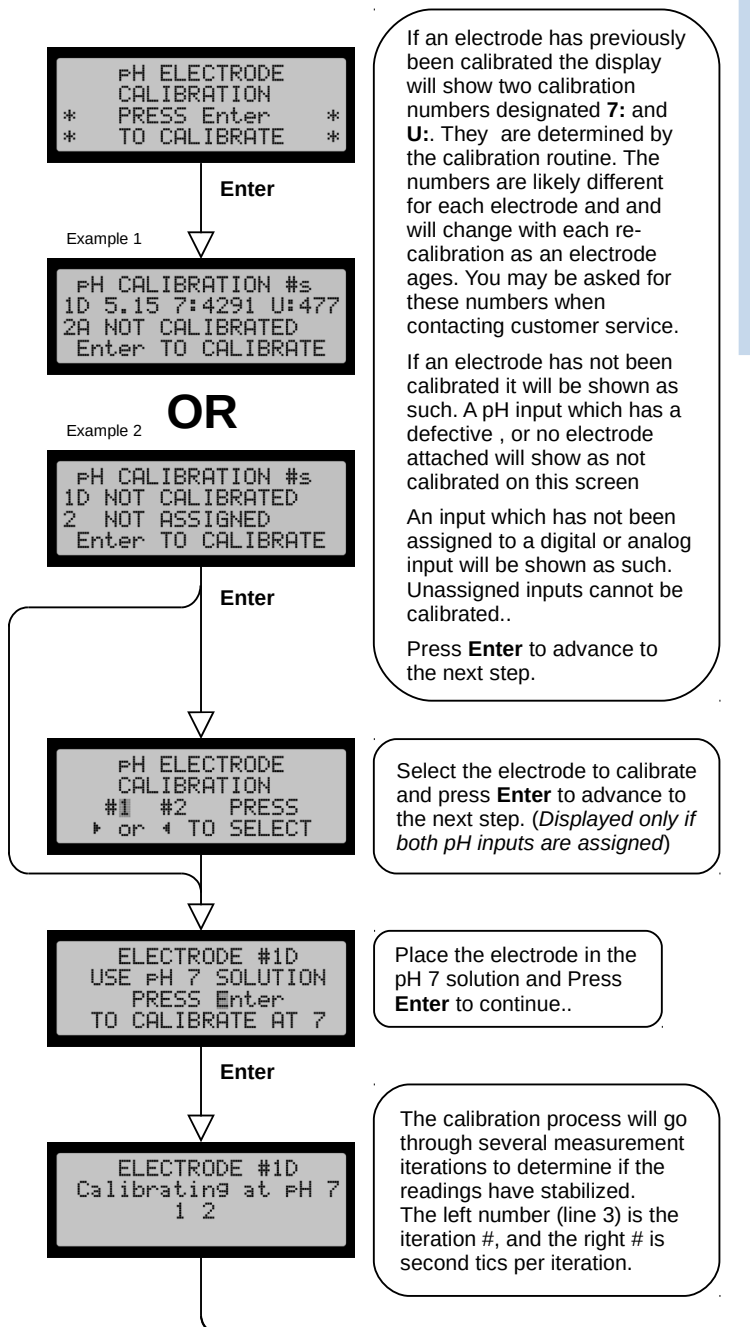 pH ELECTRODE
CALIBRATION
* PRESS Enter *
* TO CALIBRATE *
If an electrode has previously
been calibrated the display
will show two calibration
numbers designated 7: and
U:. They are determined by
the calibration routine. The
numbers are likely different
for each electrode and and
will change with each re-
calibration as an electrode
ages. You may be asked for
these numbers when
contacting customer service.
If an electrode has not been
calibrated it will be shown as
such. A pH input which has a
defective , or no electrode
attached will show as not
calibrated on this screen
An input which has not been
assigned to a digital or analog
input will be shown as such.
Unassigned inputs cannot be
calibrated..
Press Enter to advance to
the next step.
Enter
Example 1
pH CALIBRATION #s
1D 5.15 7:4291 U:477
2A NOT CALIBRATED
Enter TO CALIBRATE
OR
Example 2
pH CALIBRATION #s
1D NOT CALIBRATED
2 NOT ASSIGNED
Enter TO CALIBRATE
Enter
pH ELECTRODE
CALIBRATION
#1 #2 PRESS
▶ or ◀ TO SELECT
Select the electrode to calibrate
and press Enter to advance to
the next step. (Displayed only if
both pH inputs are assigned)
ELECTRODE #1D
USE pH 7 SOLUTION
PRESS Enter
TO CALIBRATE AT 7
Place the electrode in the
pH 7 solution and Press
Enter to continue..
Enter
ELECTRODE #1D
Calibrating at pH 7
1 2
The calibration process will go
through several measurement
iterations to determine if the
readings have stabilized.
The left number (line 3) is the
iteration #, and the right # is
second tics per iteration.